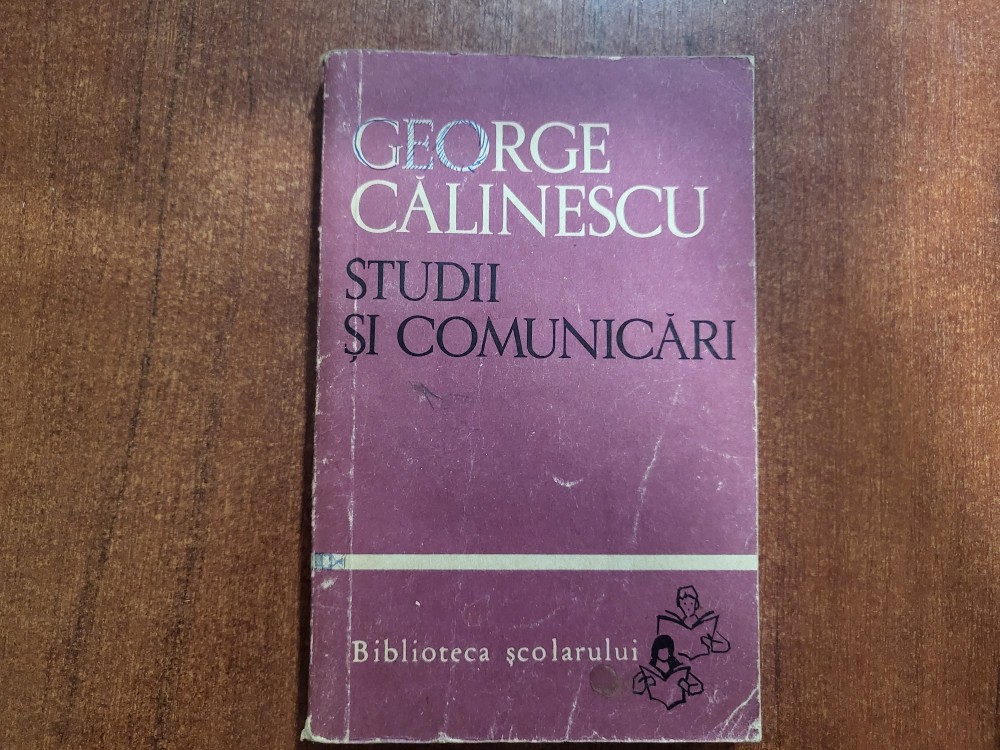 GEORGE
CĂLINESCU
STUDII
ȘI COMUNICĂRI
Biblioteca școlarului